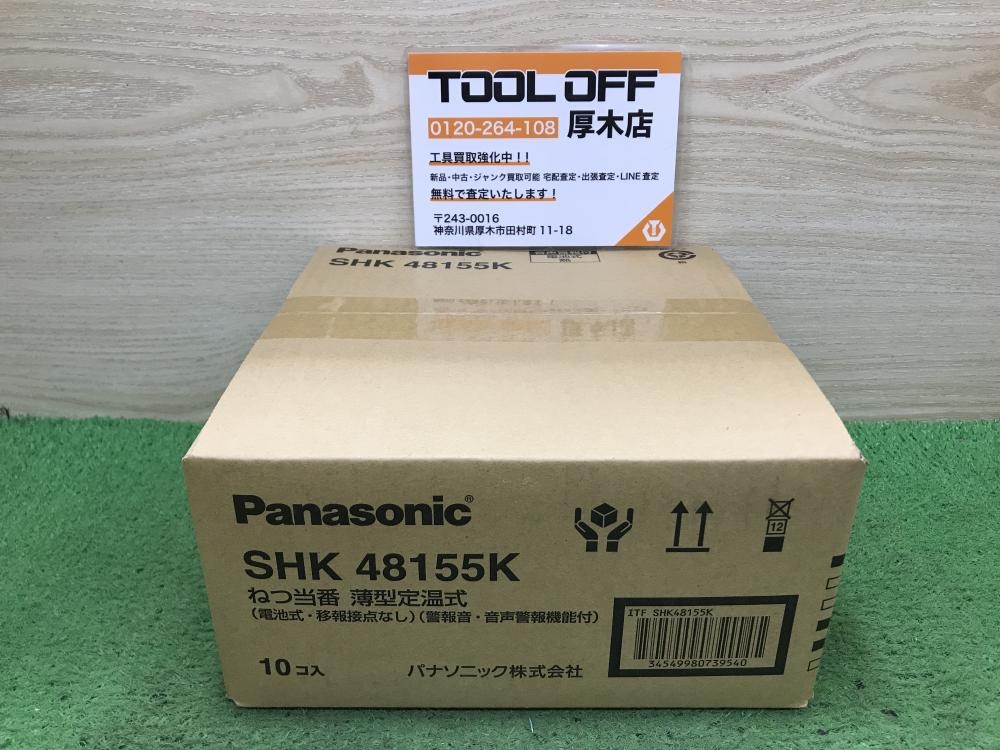 TOOL OFF
0120-264-108 厚木店
工具買取強化中!!
新品・中古・ジャンク買取可能 宅配査定・出張査定・LINE査定
無料で査定いたします!
〒243-0016
神奈川県厚木市田村町 11-18
Panasonic
SHK 48155K
電池式
熱
Panasonic®
SHK 48155K
12
ねつ当番 薄型定温式
(電池式・移報接点なし)(警報音・音声警報機能付)
ITF SHK48155K
34549980739540
10コ入 パナソニック株式会社